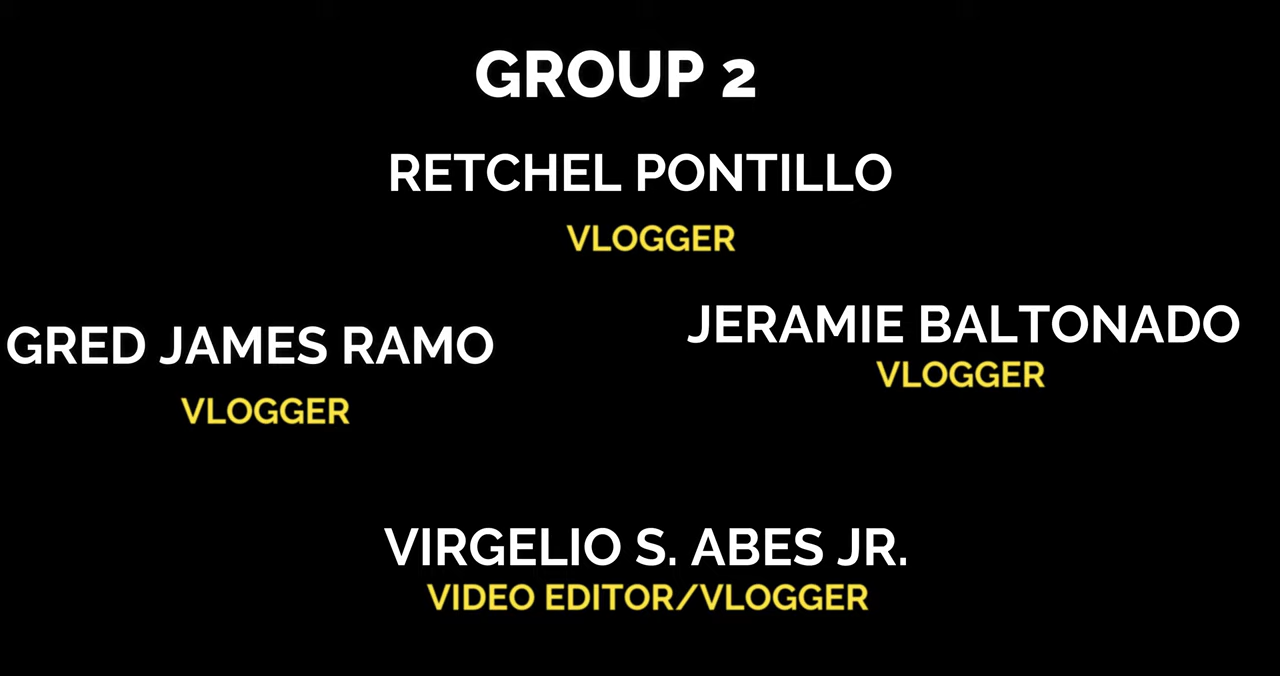 GROUP 2
RETCHEL PONTILLO
VLOGGER
GRED JAMES RAMO
VLOGGER
JERAMIE BALTONADO
VLOGGER
VIRGELIO S. ABES JR.
VIDEO EDITOR/VLOGGER